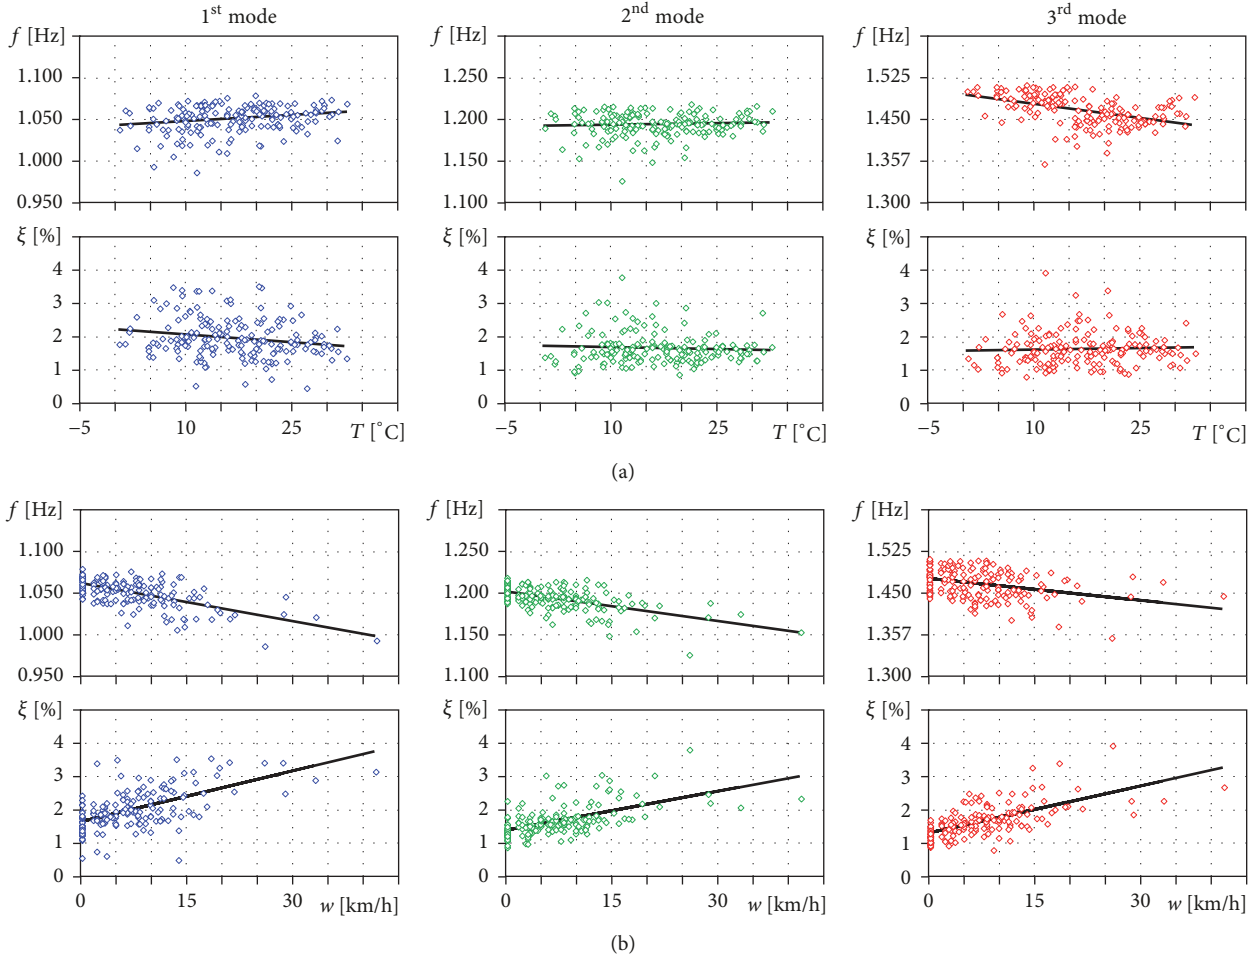 1st mode 2nd mode 3rd mode
f [Hz] f [Hz] f [Hz]
1.100 1.250 1.525
1.050 1.200 1.450
1.000 1.150 1.357
0.950 1.100 1.300
ξ [%] ξ [%] ξ [%]
4 4 4
3 3 3
2 2 2
1 1 1
0 0 0
−5 10 25 T [°C] −5 10 25 T [°C] −5 10 25 T [°C]
(a)
f [Hz] f [Hz] f [Hz]
1.100 1.250 1.525
1.050 1.200 1.450
1.000 1.150 1.357
0.950 1.100 1.300
ξ [%] ξ [%] ξ [%]
4 4 4
3 3 3
2 2 2
1 1 1
0 0 0
0 15 30 w [km/h] 0 15 30 w [km/h] 0 15 30 w [km/h]
(b)